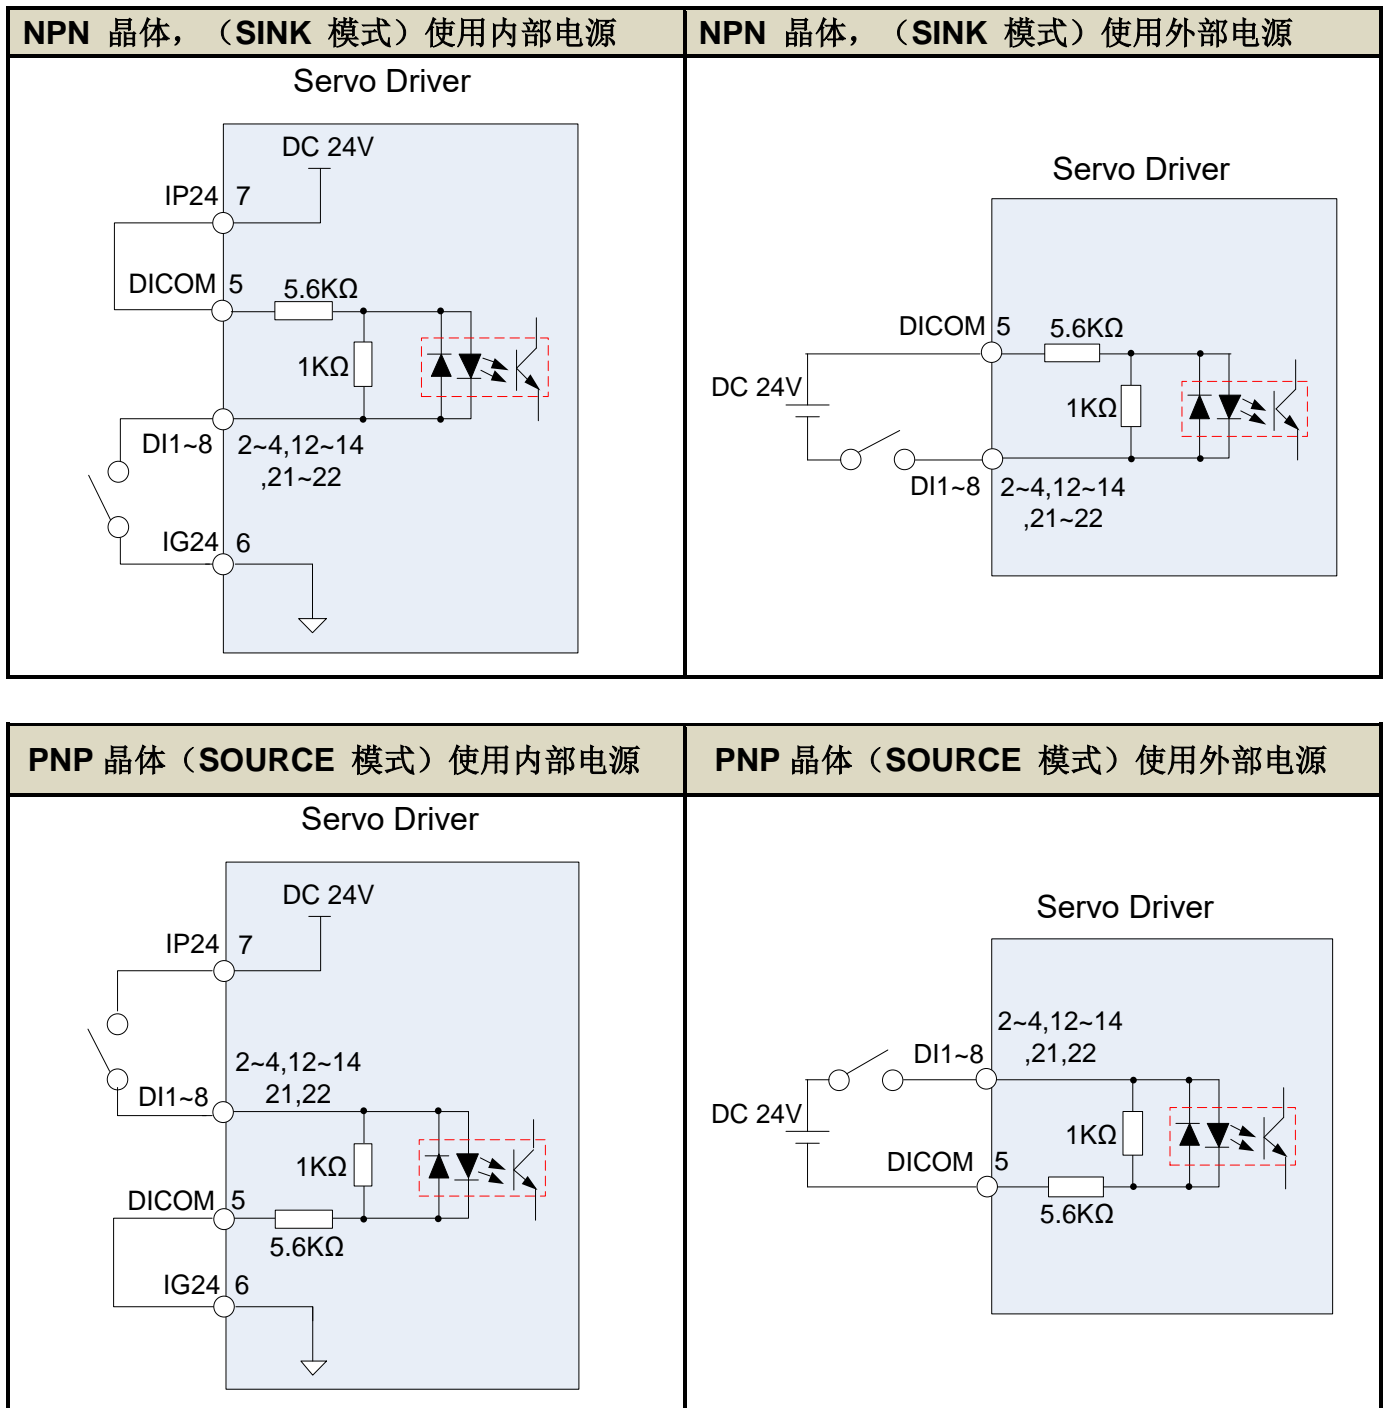 NPN 晶体，（SINK 模式）使用内部电源
Servo Driver
DC 24V
IP24 7
DICOM 5
5.6KΩ
1KΩ
DI1~8
2~4,12~14
,21~22
IG24 6
NPN 晶体，（SINK 模式）使用外部电源
Servo Driver
DICOM 5
5.6KΩ
DC 24V
1KΩ
DI1~8
2~4,12~14
,21~22
PNP 晶体（SOURCE 模式）使用内部电源
Servo Driver
DC 24V
IP24 7
2~4,12~14
21,22
DI1~8
1KΩ
DICOM 5
5.6KΩ
IG24 6
PNP 晶体（SOURCE 模式）使用外部电源
Servo Driver
2~4,12~14
,21,22
DI1~8
DC 24V
1KΩ
DICOM 5
5.6KΩ